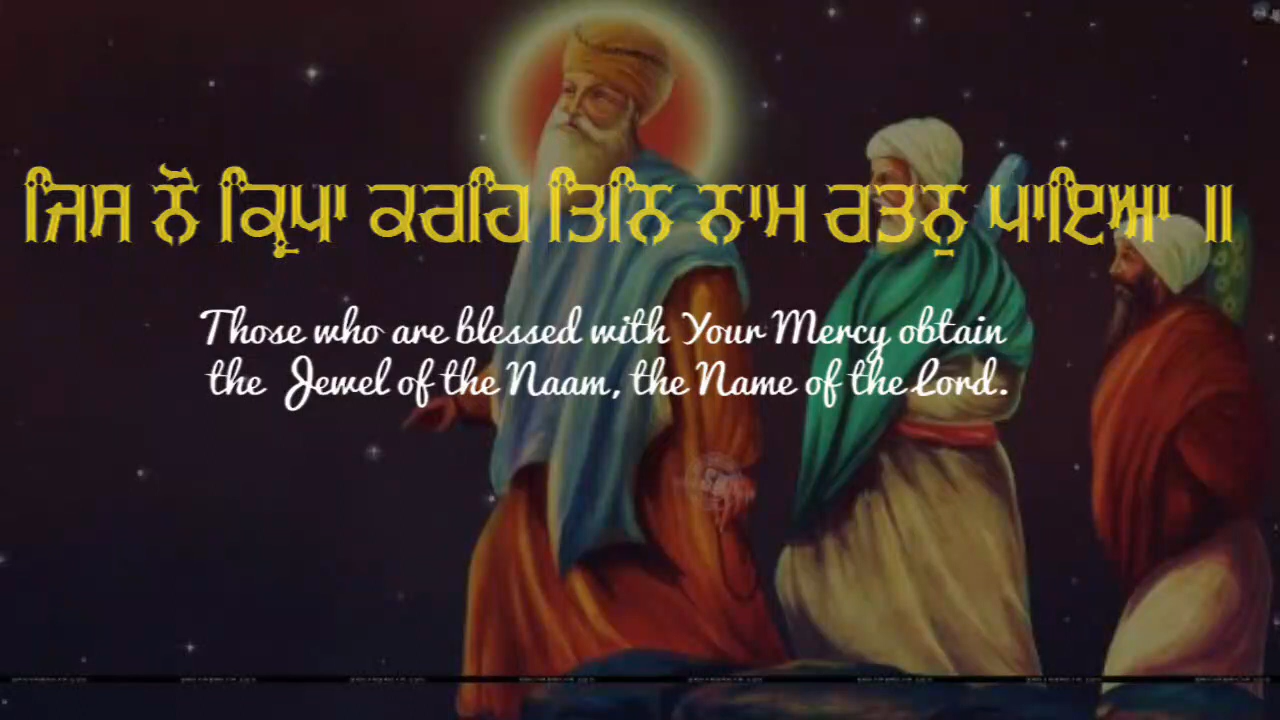 ਜਿਸ ਨੋ ਕ੍ਰਿਪਾ ਕਰਹਿ ਤਿਨਿ ਨਾਮ ਰਤਨੁ ਪਾਇਆ ॥
Those who are blessed with Your Mercy obtain
the Jewel of the Naam, the Name of the Lord.